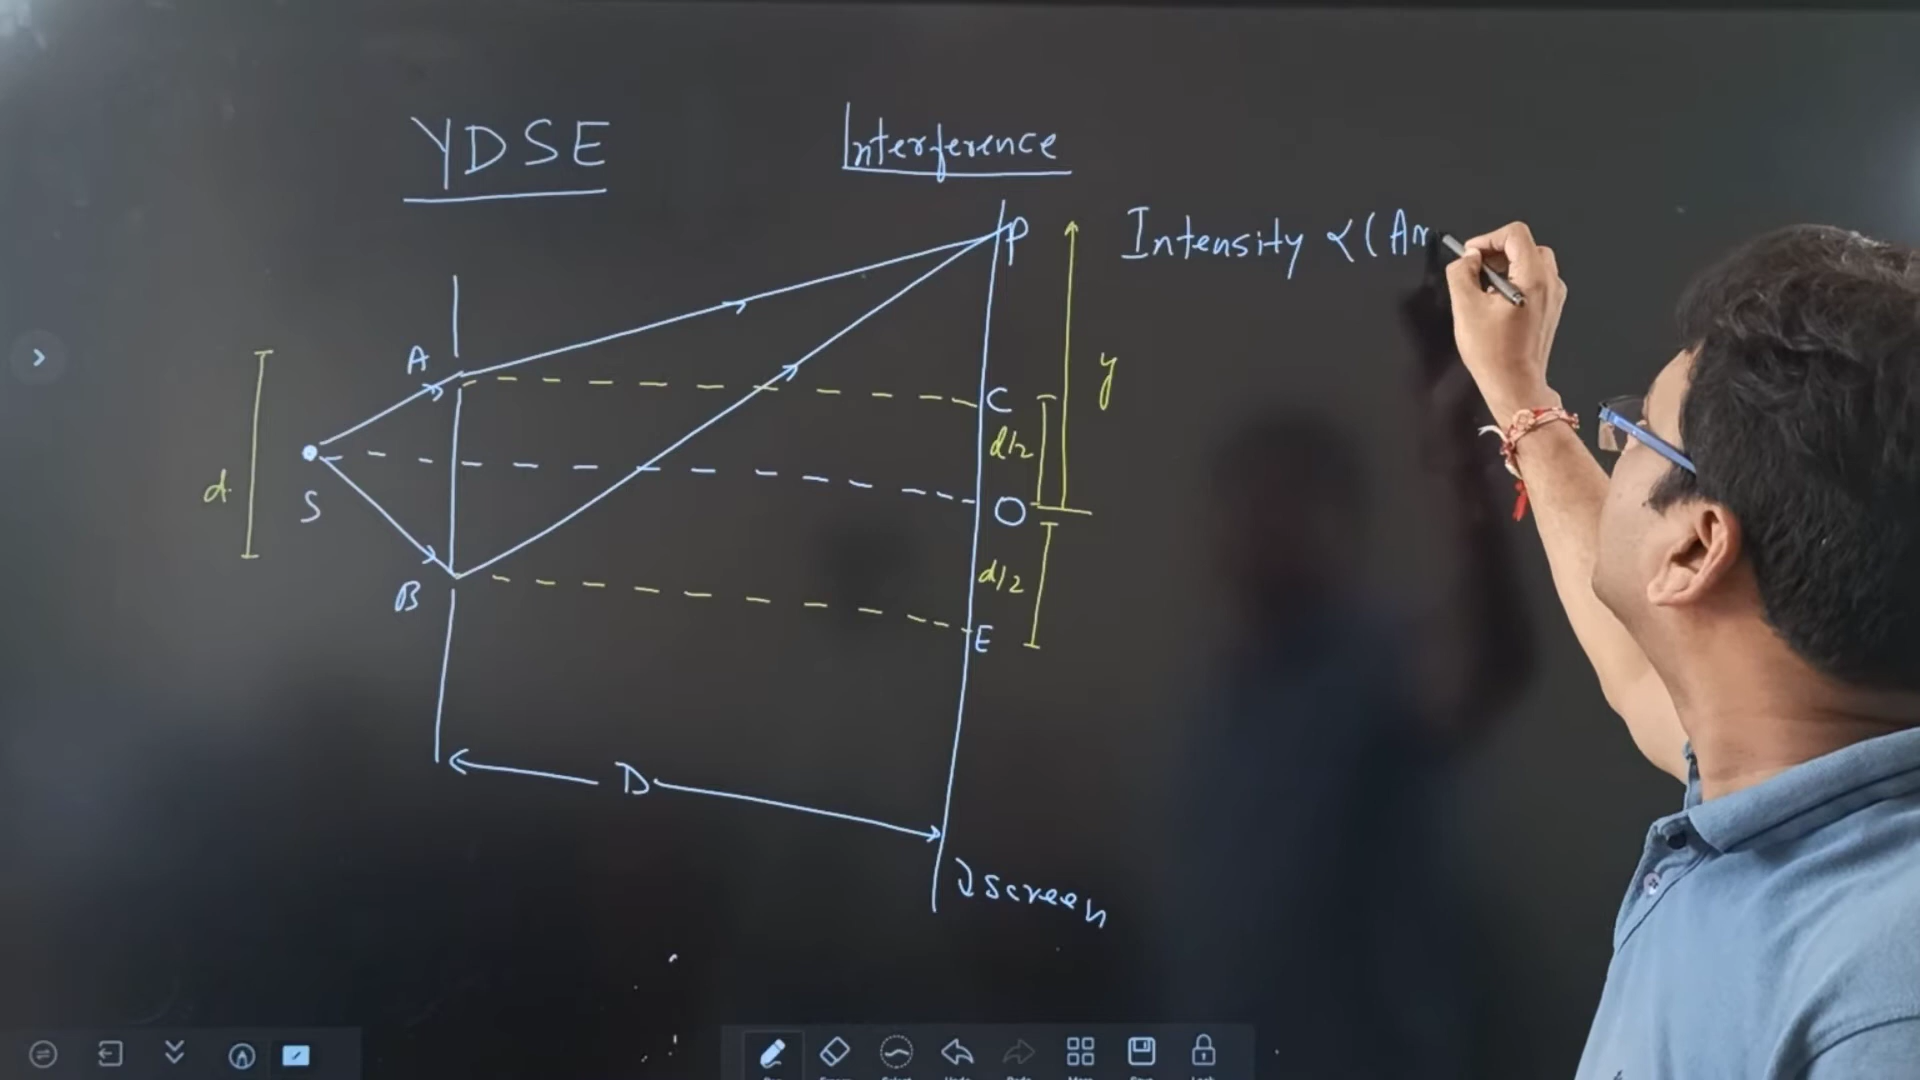 YDSE
Interference
P
Intensity ∝ (Am
A
y
C
d/2
d
S
O
B
d/2
E
D
screen